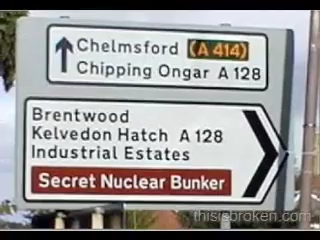 Chelmsford (A 414)
Chipping Ongar A 128
Brentwood
Kelvedon Hatch A 128
Industrial Estates
Secret Nuclear Bunker
thisisbroken.com